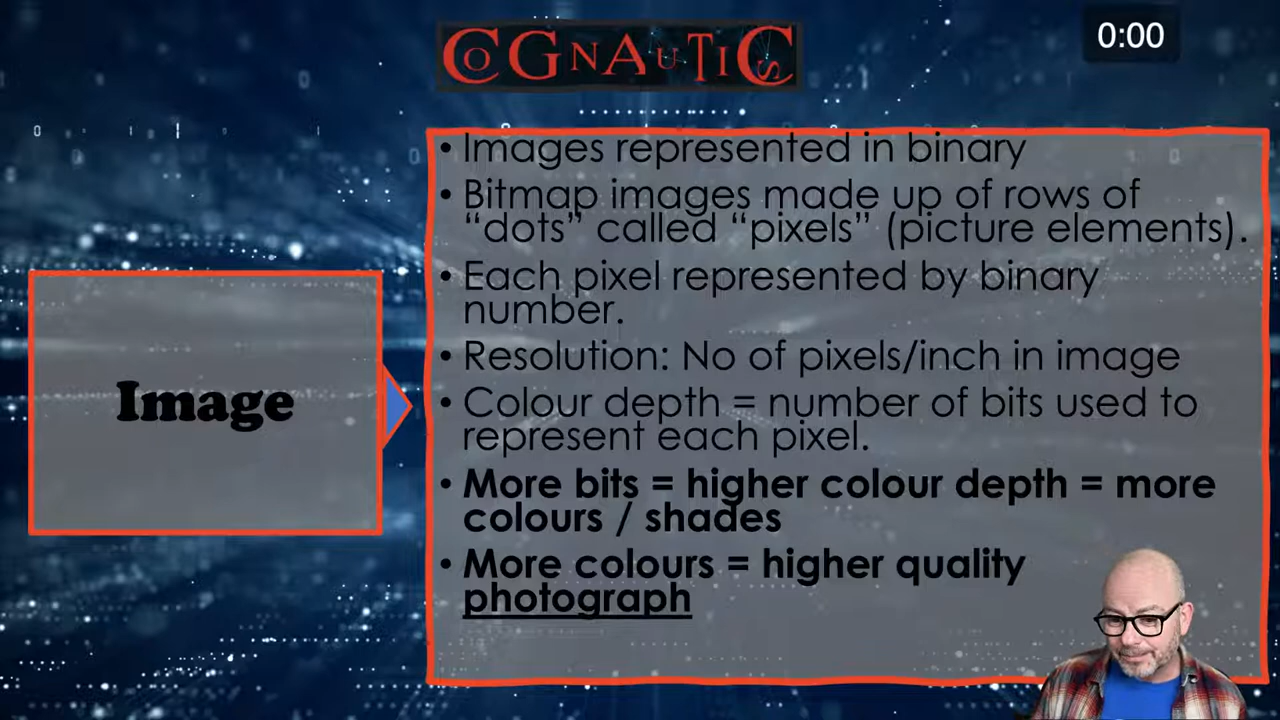 COGNAUTICS
0:00
• Images represented in binary
• Bitmap images made up of rows of
“dots” called “pixels” (picture elements).
• Each pixel represented by binary
number.
• Resolution: No of pixels/inch in image
• Colour depth = number of bits used to
represent each pixel.
• More bits = higher colour depth = more
colours / shades
• More colours = higher quality
photograph
Image